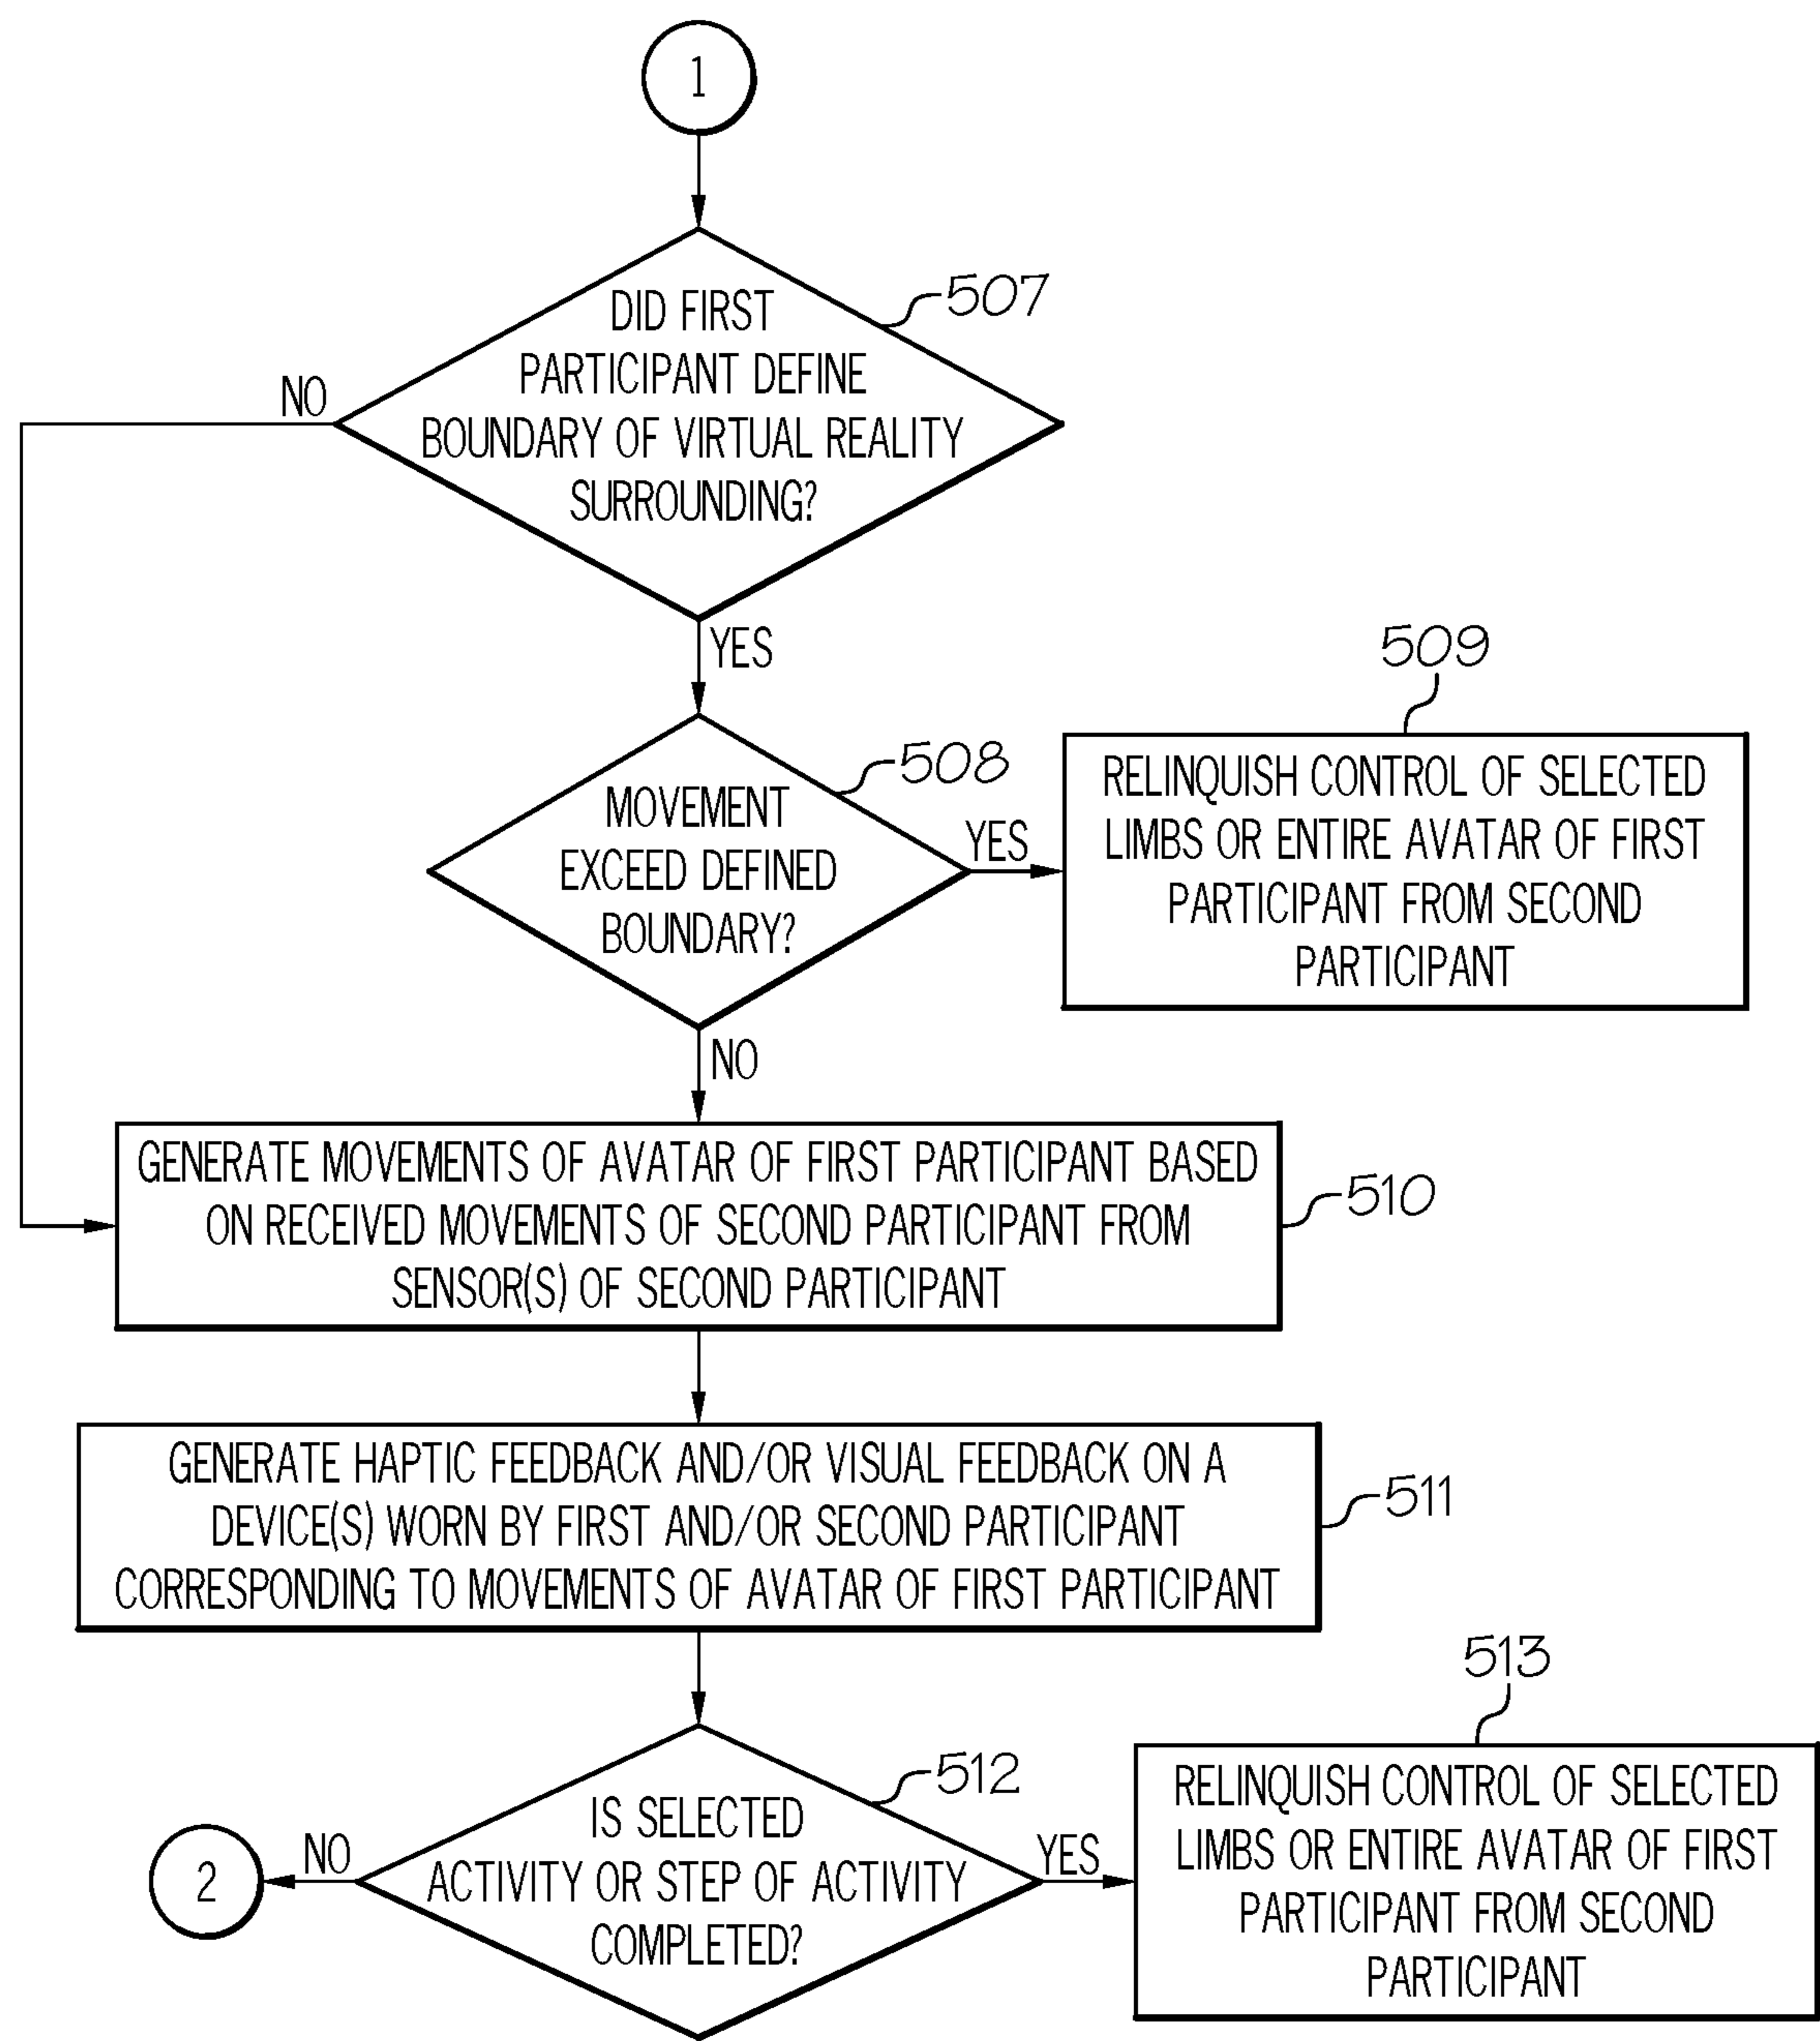 1
DID FIRST
PARTICIPANT DEFINE
BOUNDARY OF VIRTUAL REALITY
SURROUNDING?
507
NO
YES
MOVEMENT
EXCEED DEFINED
BOUNDARY?
508
YES
509
RELINQUISH CONTROL OF SELECTED
LIMBS OR ENTIRE AVATAR OF FIRST
PARTICIPANT FROM SECOND
PARTICIPANT
NO
GENERATE MOVEMENTS OF AVATAR OF FIRST PARTICIPANT BASED
ON RECEIVED MOVEMENTS OF SECOND PARTICIPANT FROM
SENSOR(S) OF SECOND PARTICIPANT
510
GENERATE HAPTIC FEEDBACK AND/OR VISUAL FEEDBACK ON A
DEVICE(S) WORN BY FIRST AND/OR SECOND PARTICIPANT
CORRESPONDING TO MOVEMENTS OF AVATAR OF FIRST PARTICIPANT
511
IS SELECTED
ACTIVITY OR STEP OF ACTIVITY
COMPLETED?
512
NO
2
YES
513
RELINQUISH CONTROL OF SELECTED
LIMBS OR ENTIRE AVATAR OF FIRST
PARTICIPANT FROM SECOND
PARTICIPANT